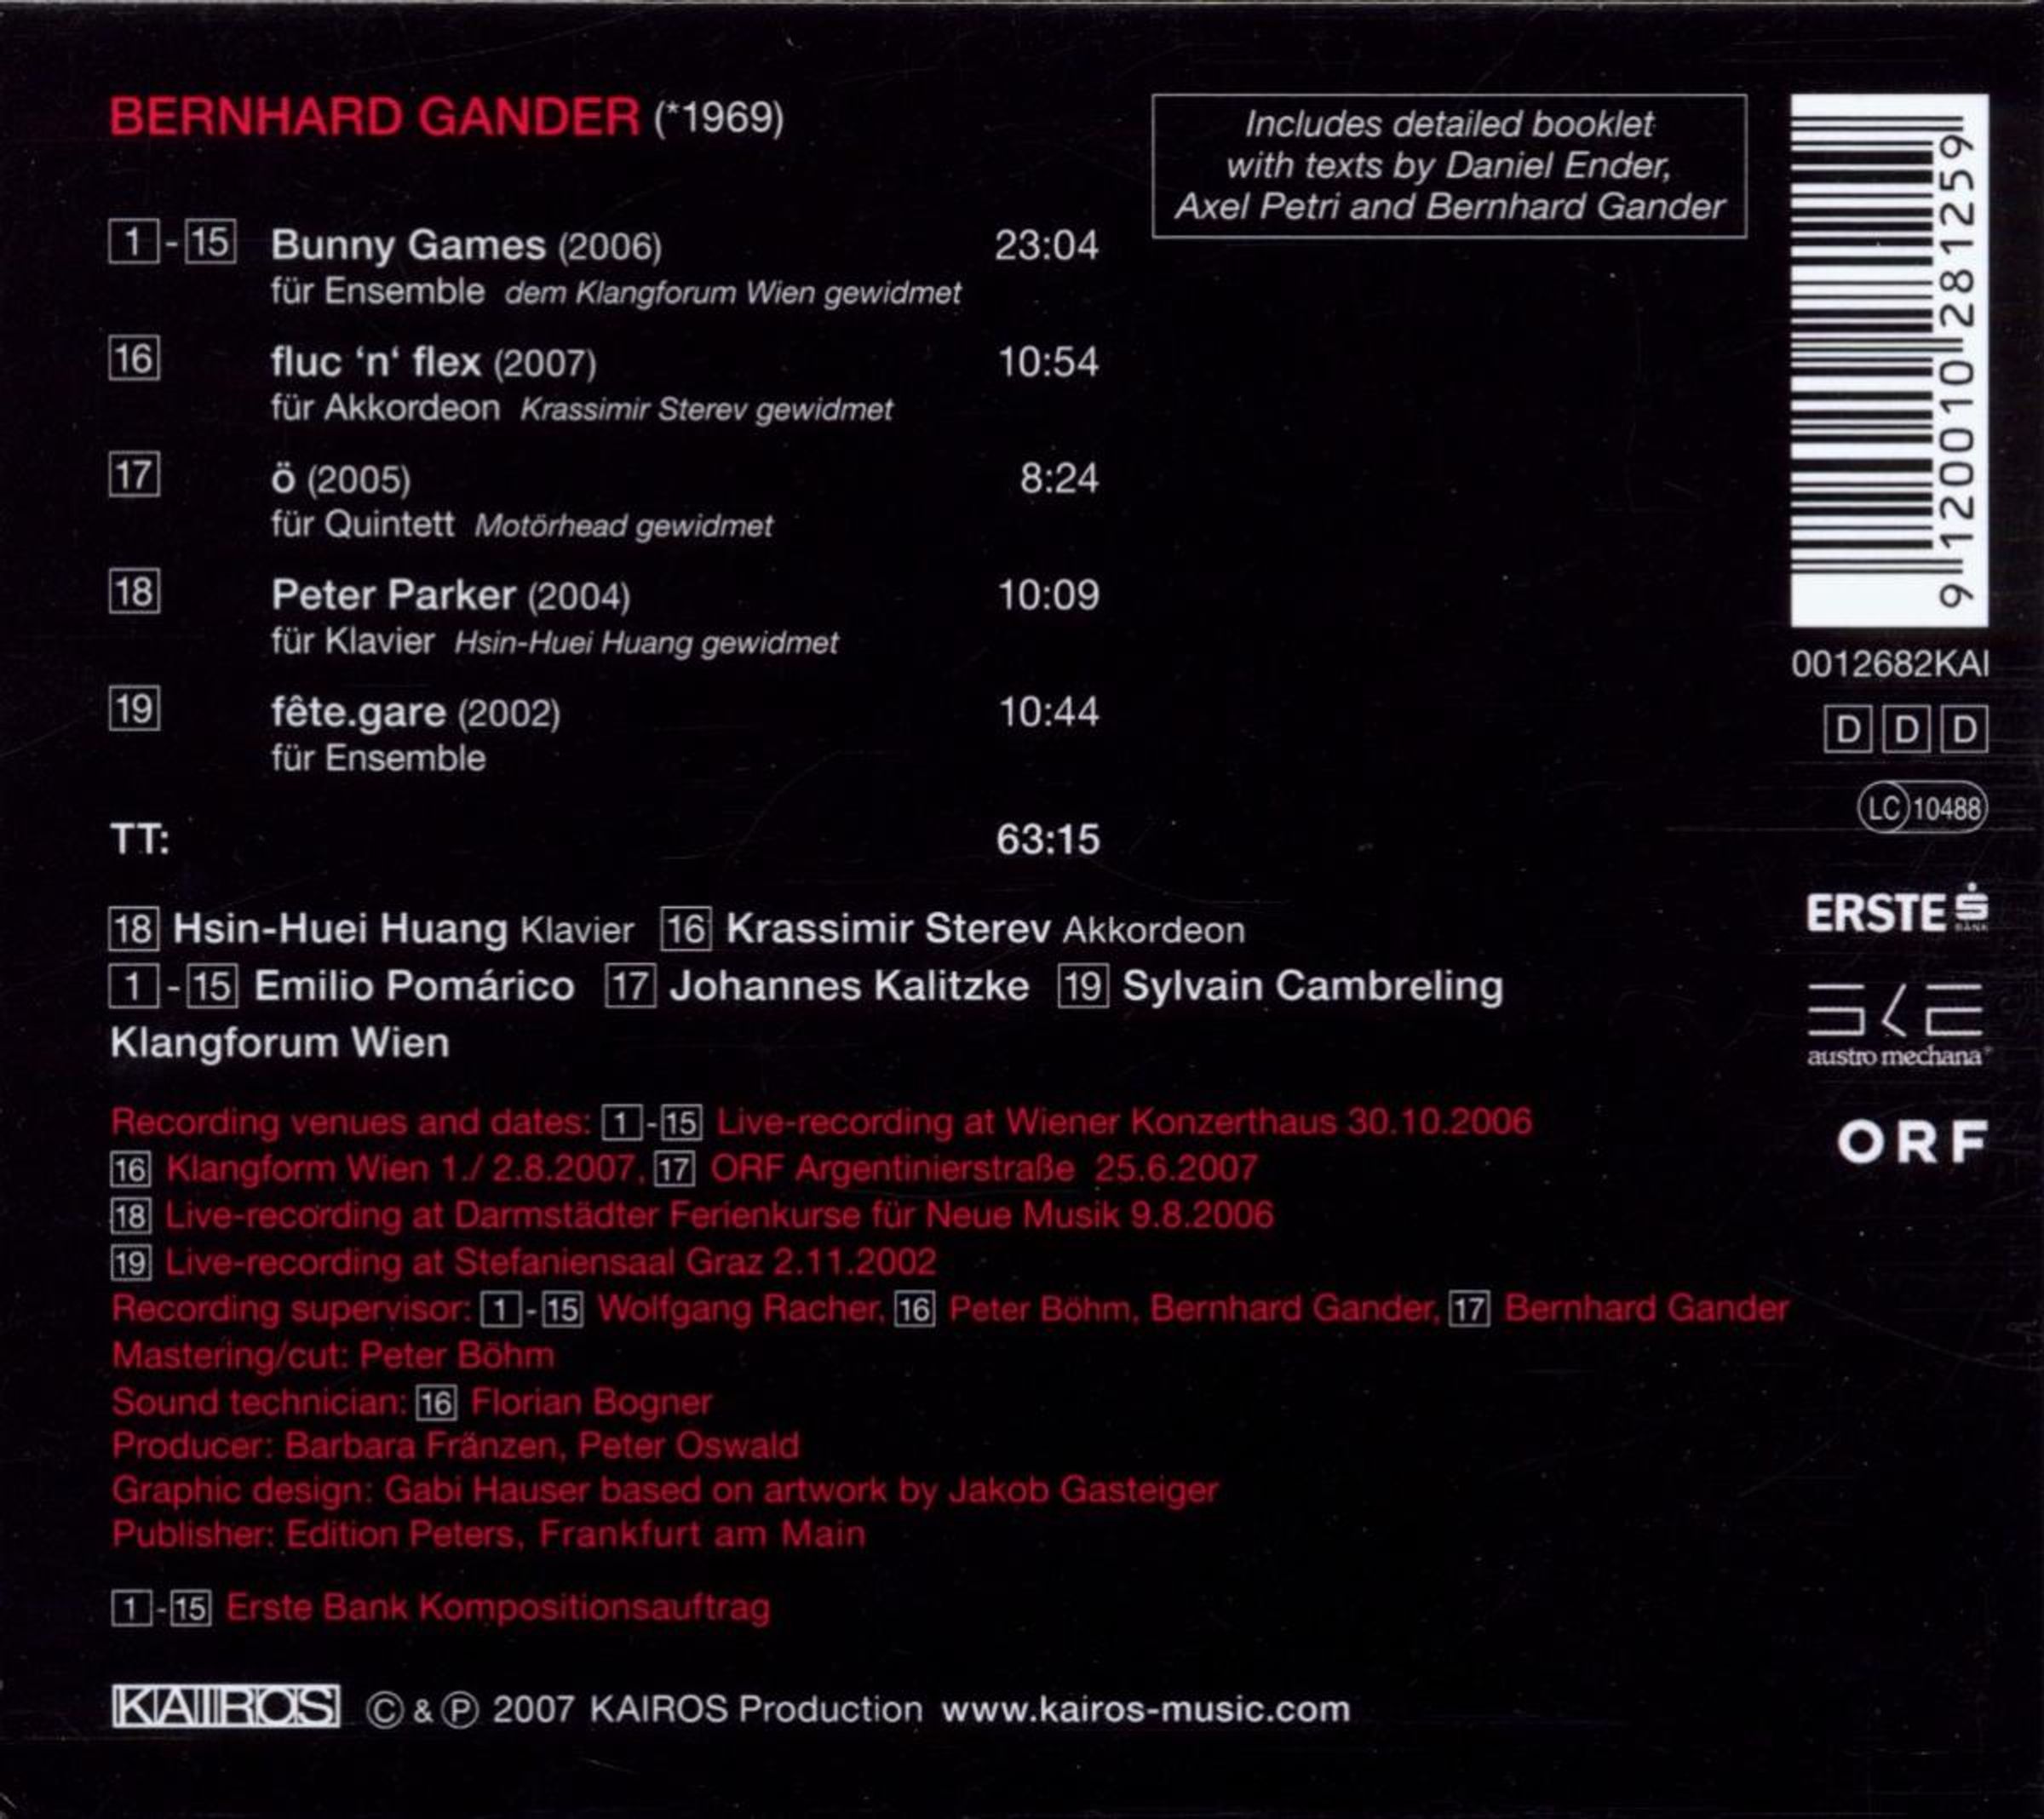 BERNHARD GANDER (*1969)
Includes detailed booklet
with texts by Daniel Ender,
Axel Petri and Bernhard Gander
1 - 15 Bunny Games (2006) 23:04
für Ensemble dem Klangforum Wien gewidmet
16 fluc ‘n‘ flex (2007) 10:54
für Akkordeon Krassimir Sterev gewidmet
17 ö (2005) 8:24
für Quintett Motörhead gewidmet
18 Peter Parker (2004) 10:09
für Klavier Hsin-Huei Huang gewidmet
19 fête.gare (2002) 10:44
für Ensemble
TT: 63:15
18 Hsin-Huei Huang Klavier 16 Krassimir Sterev Akkordeon
1 - 15 Emilio Pomárico 17 Johannes Kalitzke 19 Sylvain Cambreling
Klangforum Wien
Recording venues and dates: 1 - 15 Live-recording at Wiener Konzerthaus 30.10.2006
16 Klangform Wien 1./ 2.8.2007, 17 ORF Argentinierstraße 25.6.2007
18 Live-recording at Darmstädter Ferienkurse für Neue Musik 9.8.2006
19 Live-recording at Stefaniensaal Graz 2.11.2002
Recording supervisor: 1 - 15 Wolfgang Racher, 16 Peter Böhm, Bernhard Gander, 17 Bernhard Gander
Mastering/cut: Peter Böhm
Sound technician: 16 Florian Bogner
Producer: Barbara Fränzen, Peter Oswald
Graphic design: Gabi Hauser based on artwork by Jakob Gasteiger
Publisher: Edition Peters, Frankfurt am Main
1 - 15 Erste Bank Kompositionsauftrag
KAIROS © & ℗ 2007 KAIROS Production www.kairos-music.com
9 120010 281259
0012682KAI
D D D
LC 10488
ERSTE BANK
SKE
austro mechana®
ORF